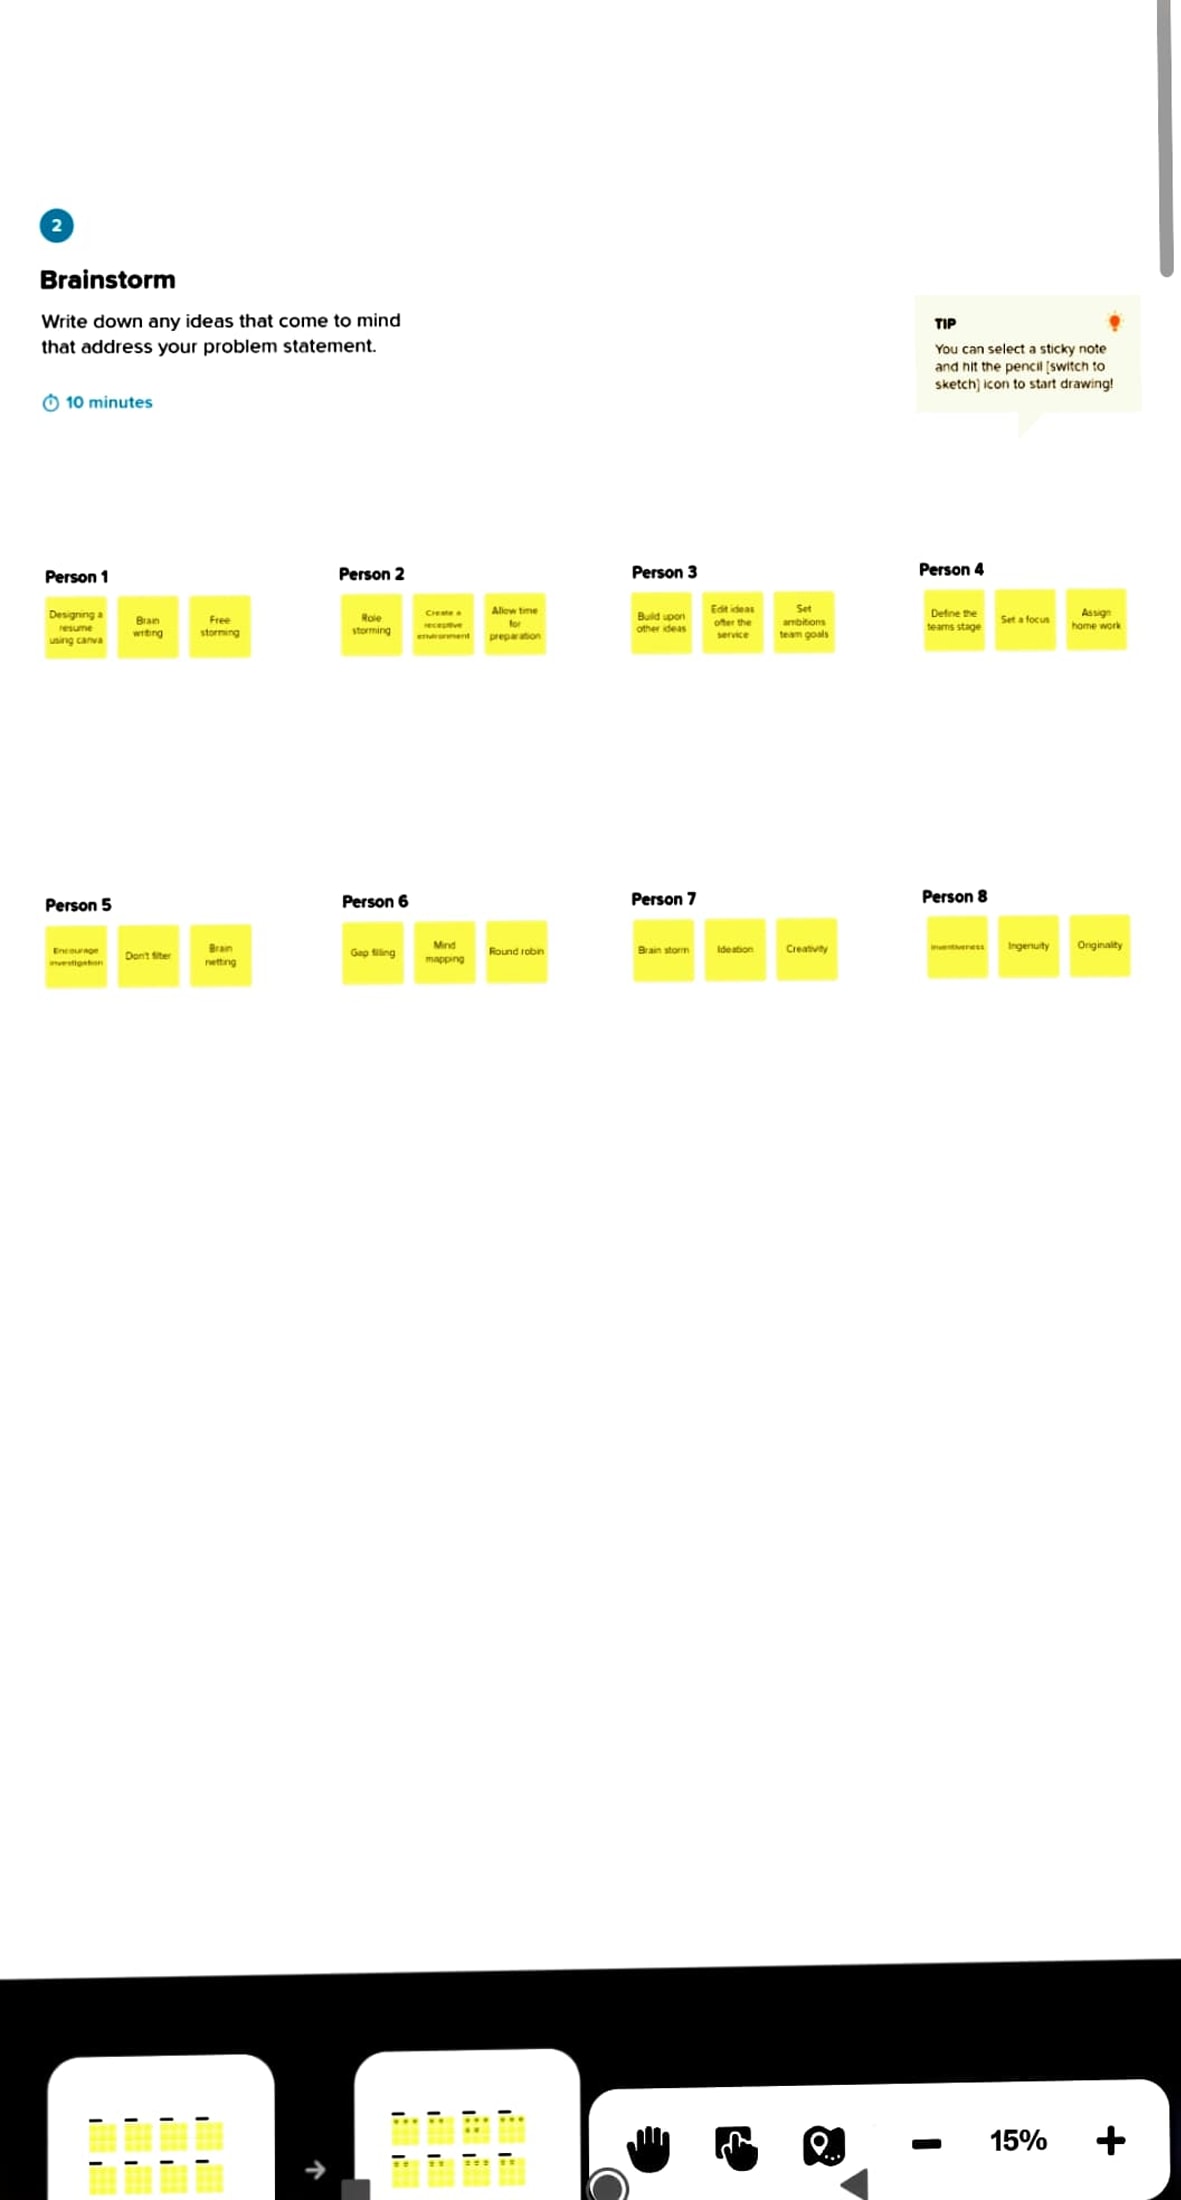 2
Brainstorm
Write down any ideas that come to mind
that address your problem statement.
10 minutes
TIP
You can select a sticky note
and hit the pencil [switch to
sketch] icon to start drawing!
Person 1
Designing a
resume
using canva
Brain
writing
Free
storming
Person 2
Role
storming
Create a
receptive
environment
Allow time
for
preparation
Person 3
Build upon
other ideas
Edit ideas
after the
service
Set
ambitions
team goals
Person 4
Define the
teams stage
Set a focus
Assign
home work
Person 5
Encourage
investigation
Don't filter
Brain
netting
Person 6
Gap filling
Mind
mapping
Round robin
Person 7
Brain storm
Ideation
Creativity
Person 8
Inventiveness
Ingenuity
Originality
15%